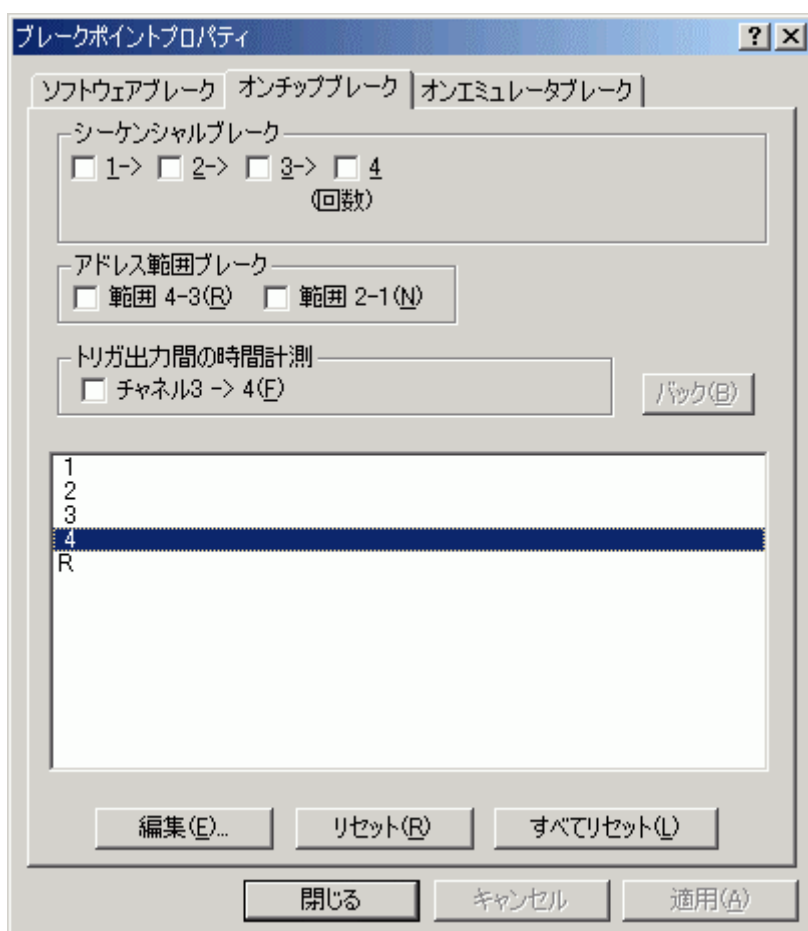 ブレークポイントプロパティ
ソフトウェアブレーク オンチップブレーク オンエミュレータブレーク
シーケンシャルブレーク
1-> 2-> 3-> 4
(回数)
アドレス範囲ブレーク
範囲 4-3(R) 範囲 2-1(N)
トリガ出力間の時間計測
チャネル3 -> 4(F)
バック(B)
1
2
3
4
R
編集(E)... リセット(R) すべてリセット(L)
閉じる キャンセル 適用(A)